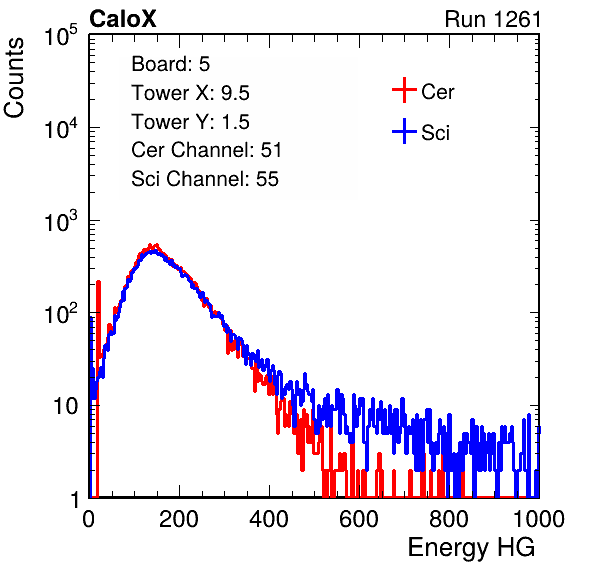 CaloX Run 1261
Counts
10^5
10^4
10^3
10^2
10
1
Board: 5
Tower X: 9.5
Tower Y: 1.5
Cer Channel: 51
Sci Channel: 55
Cer
Sci
0 200 400 600 800 1000
Energy HG